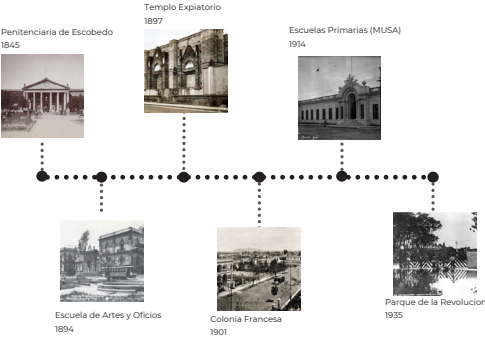 Penitenciaria de Escobedo
1845
Templo Expiatorio
1897
Escuelas Primarias (MUSA)
1914
Escuela de Artes y Oficios
1894
Colonia Francesa
1901
Parque de la Revolucion
1935